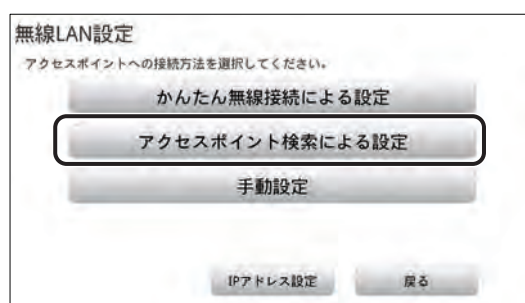 無線LAN設定
アクセスポイントへの接続方法を選択してください。
かんたん無線接続による設定
アクセスポイント検索による設定
手動設定
IPアドレス設定
戻る